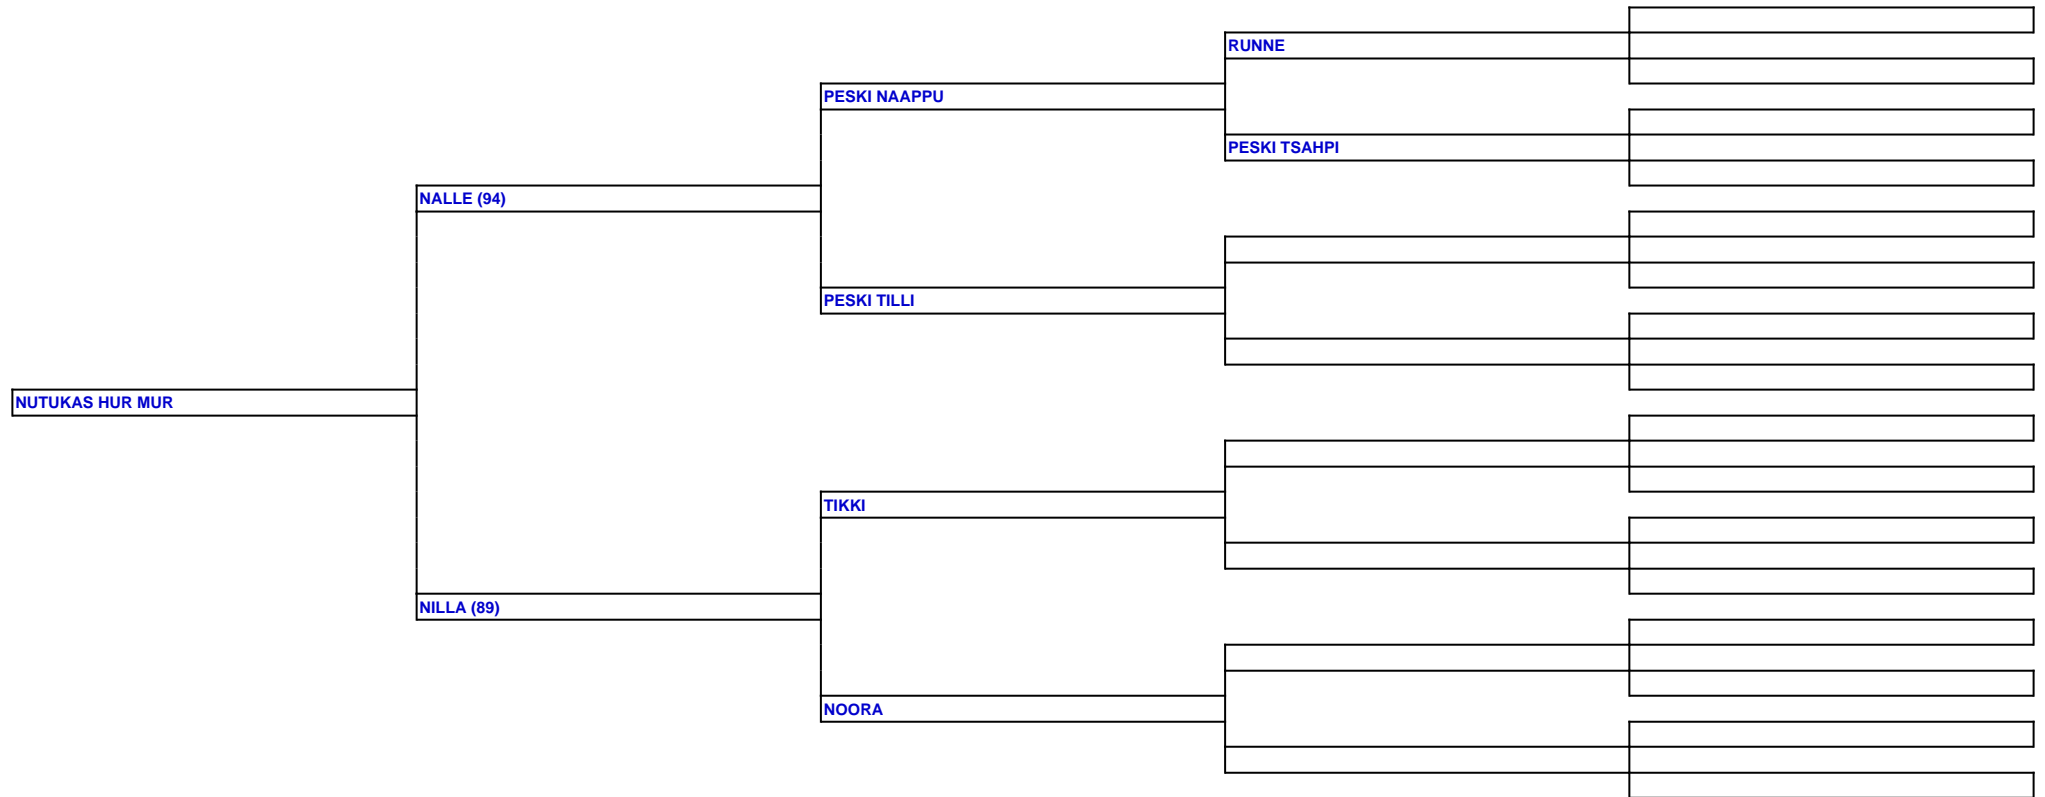 RUNNE
PESKI NAAPPU
PESKI TSAHPI
NALLE (94)
PESKI TILLI
NUTUKAS HUR MUR
TIKKI
NILLA (89)
NOORA